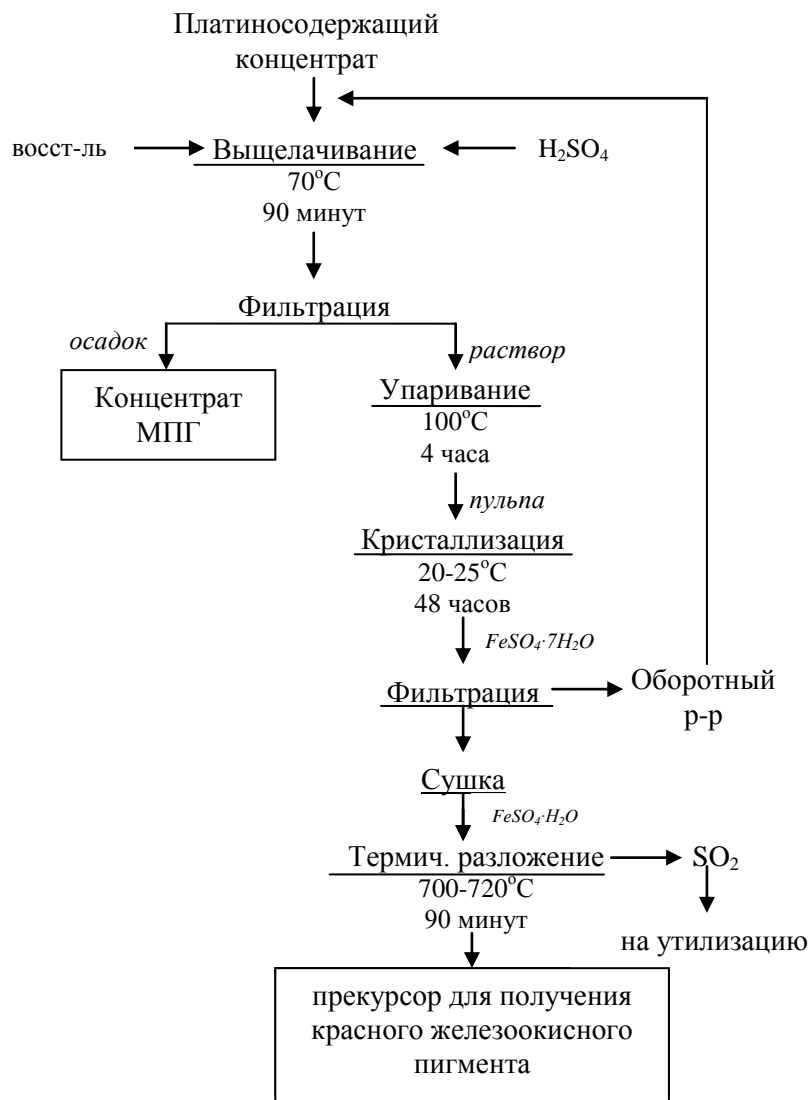 Платиносодержащий
концентрат
восст-ль
Выщелачивание
H₂SO₄
70°C
90 минут
Фильтрация
осадок
раствор
Концентрат
МПГ
Упаривание
100°C
4 часа
пульпа
Кристаллизация
20-25°C
48 часов
FeSO₄·7H₂O
Фильтрация
Оборотный
р-р
Сушка
FeSO₄·H₂O
Термич. разложение
SO₂
700-720°C
90 минут
на утилизацию
прекурсор для получения
красного железоокисного
пигмента